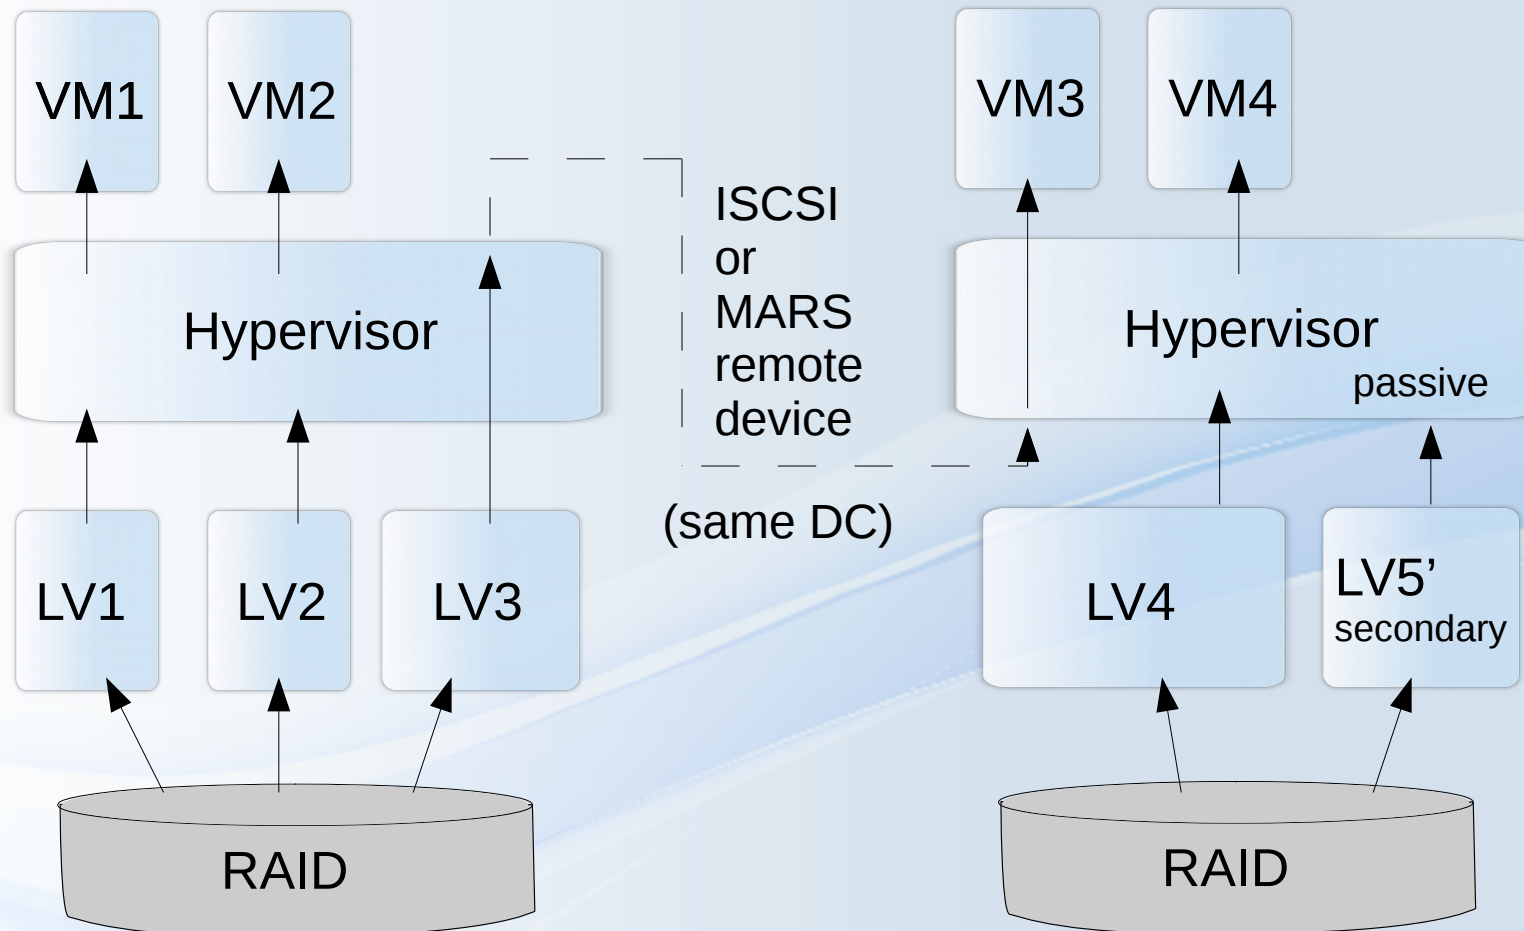 VM1
VM2
VM3
VM4
ISCSI
or
MARS
remote
device
(same DC)
Hypervisor
Hypervisor
passive
LV1
LV2
LV3
LV4
LV5’
secondary
RAID
RAID